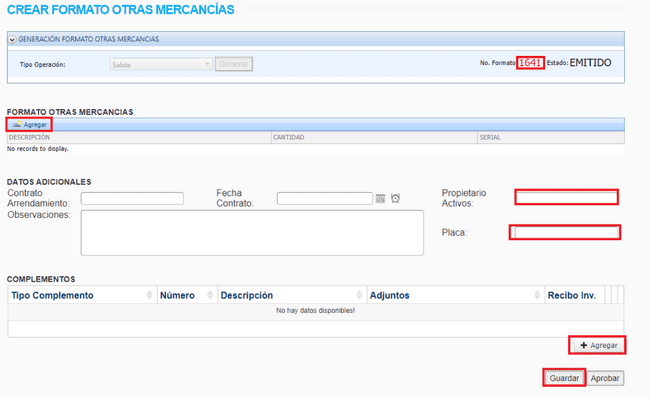 CREAR FORMATO OTRAS MERCANCÍAS
GENERACIÓN FORMATO OTRAS MERCANCIAS
Tipo Operación: Salida Generar No. Formato 1641 Estado: EMITIDO
FORMATO OTRAS MERCANCIAS
Agregar
DESCRIPCIÓN CANTIDAD SERIAL
No records to display.
DATOS ADICIONALES
Contrato Arrendamiento: Fecha Contrato: Propietario Activos:
Observaciones: Placa:
COMPLEMENTOS
Tipo Complemento Número Descripción Adjuntos Recibo Inv.
No hay datos disponibles!
+ Agregar
Guardar Aprobar